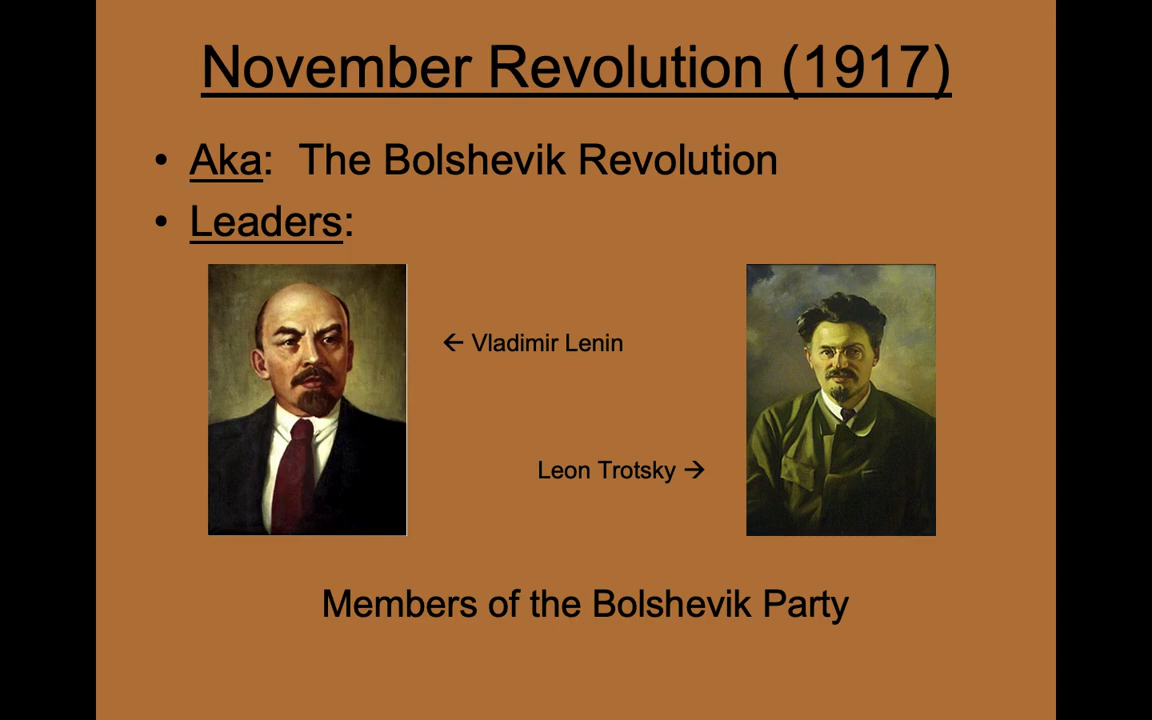 November Revolution (1917)
• Aka:  The Bolshevik Revolution
• Leaders:
← Vladimir Lenin
Leon Trotsky →
Members of the Bolshevik Party